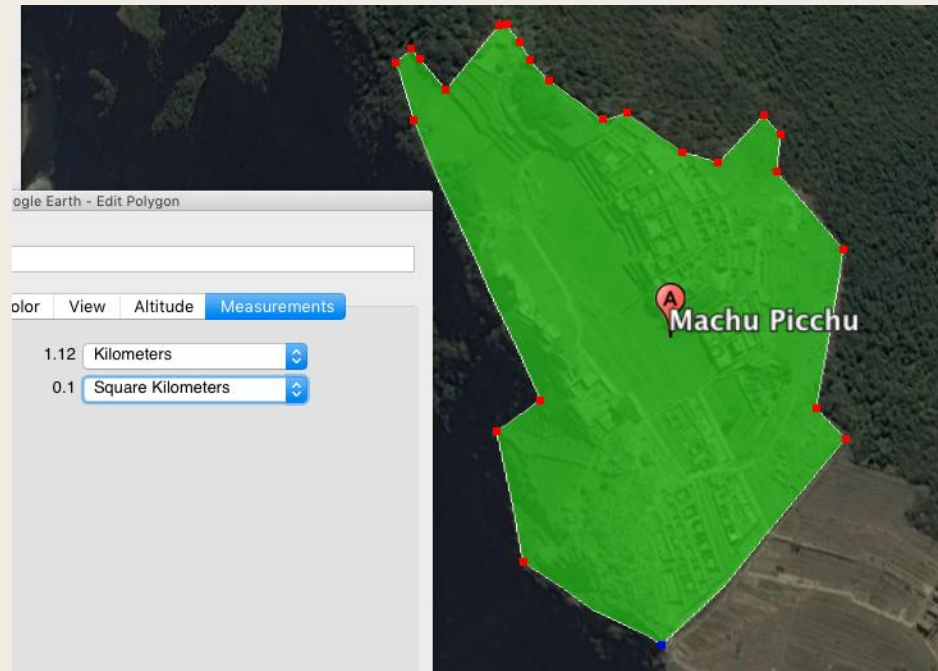 ogle Earth - Edit Polygon
olor View Altitude Measurements
1.12 Kilometers
0.1 Square Kilometers
A
Machu Picchu